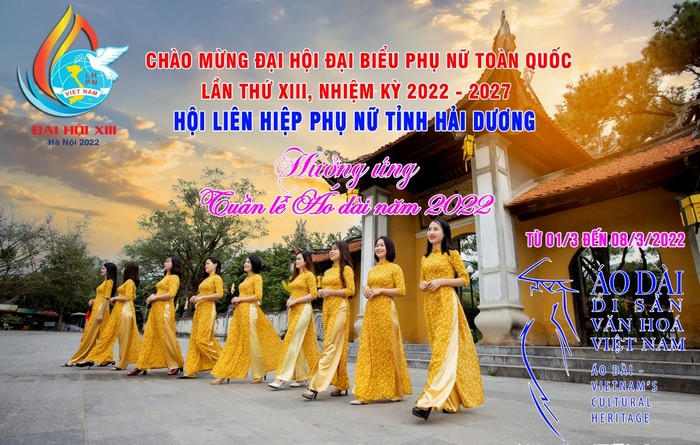 CHÀO MỪNG ĐẠI HỘI ĐẠI BIỂU PHỤ NỮ TOÀN QUỐC
LẦN THỨ XIII, NHIỆM KỲ 2022 - 2027
HỘI LIÊN HIỆP PHỤ NỮ TỈNH HẢI DƯƠNG
LH
PN
VIỆT NAM
ĐẠI HỘI XIII
Hà Nội 2022
Hưởng ứng
Tuần lễ Áo dài năm 2022
TỪ 01/3 ĐẾN 08/3/2022
ÁO DÀI
DI SẢN
VĂN HOÁ
VIỆT NAM
ÁO DÀI -
VIETNAM'S
CULTURAL
HERITAGE